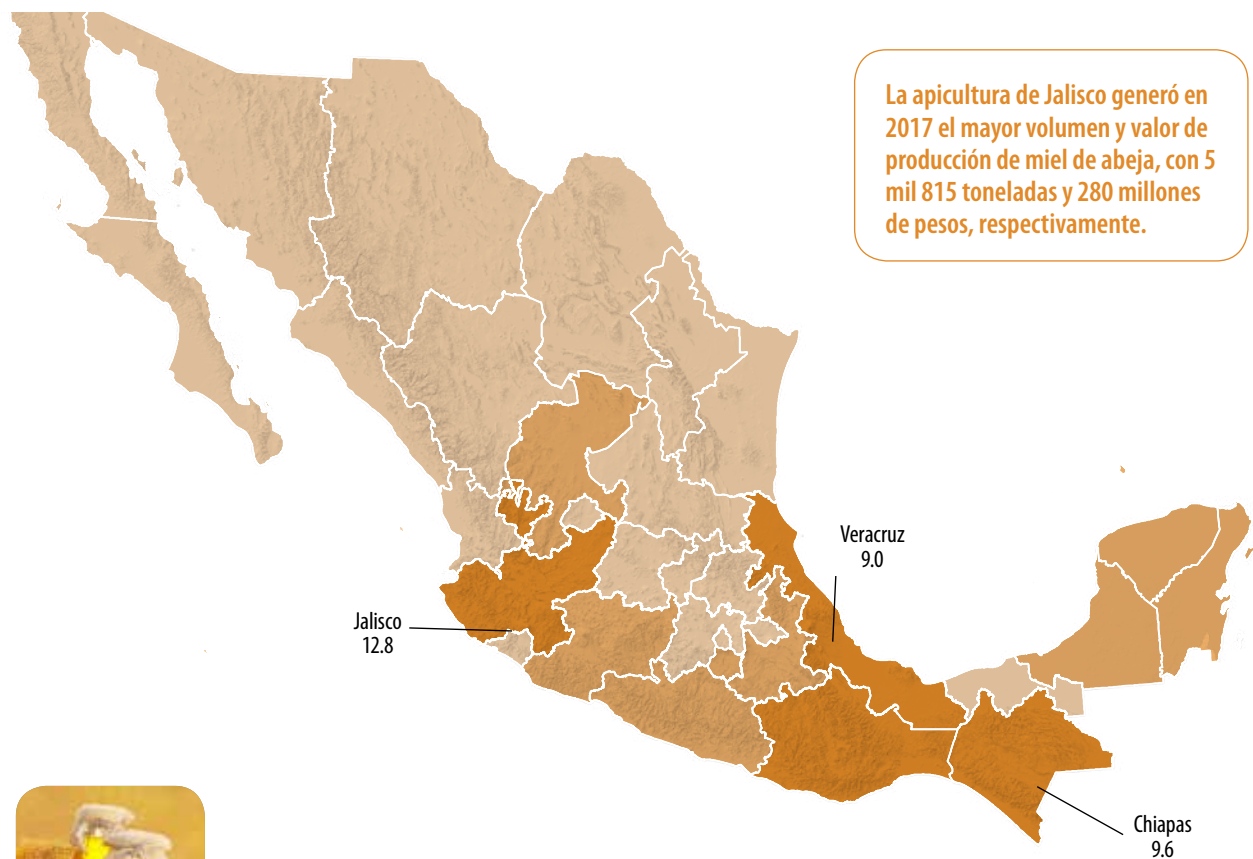 La apicultura de Jalisco generó en
2017 el mayor volumen y valor de
producción de miel de abeja, con 5
mil 815 toneladas y 280 millones
de pesos, respectivamente.
Veracruz
9.0
Jalisco
12.8
Chiapas
9.6